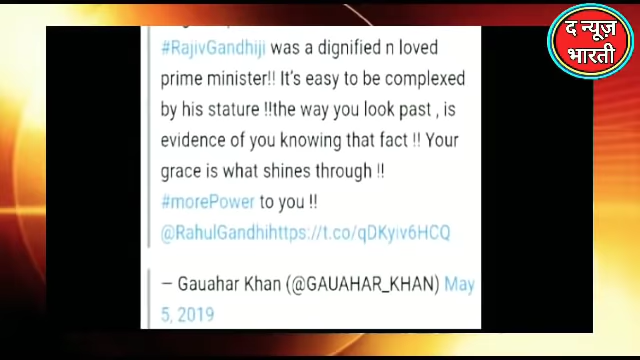 द न्यूज़
भारती
#RajivGandhiji was a dignified n loved
prime minister!! It's easy to be complexed
by his stature !!the way you look past , is
evidence of you knowing that fact !! Your
grace is what shines through !!
#morePower to you !!
@RahulGandhihttps://t.co/qDKyiv6HCQ
— Gauahar Khan (@GAUAHAR_KHAN) May
5, 2019